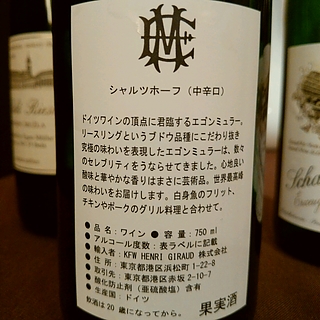 シャルツホーフ（中辛口）
ドイツワインの頂点に君臨するエゴンミュラー。
リースリングというブドウ品種にこだわり抜き
究極の味わいを表現したエゴンミュラーは、数々
のセレブリティをうならせてきました。心地良い
酸味と華やかな香りはまさに芸術品。世界最高峰
の味わいをお届けします。白身魚のフリット、
チキンやポークのグリル料理と合わせて。
● 品名：ワイン ● 容量：750 ml
● アルコール度数：表ラベルに記載
● 輸入者：KFW HENRI GIRAUD 株式会社
● 住所：東京都港区浜松町 1-22-8
● 取引先：東京都港区赤坂 2-10-7
● 酸化防止剤（亜硫酸塩）含有
● 生産国：ドイツ
飲酒は 20 歳になってから。
果実酒